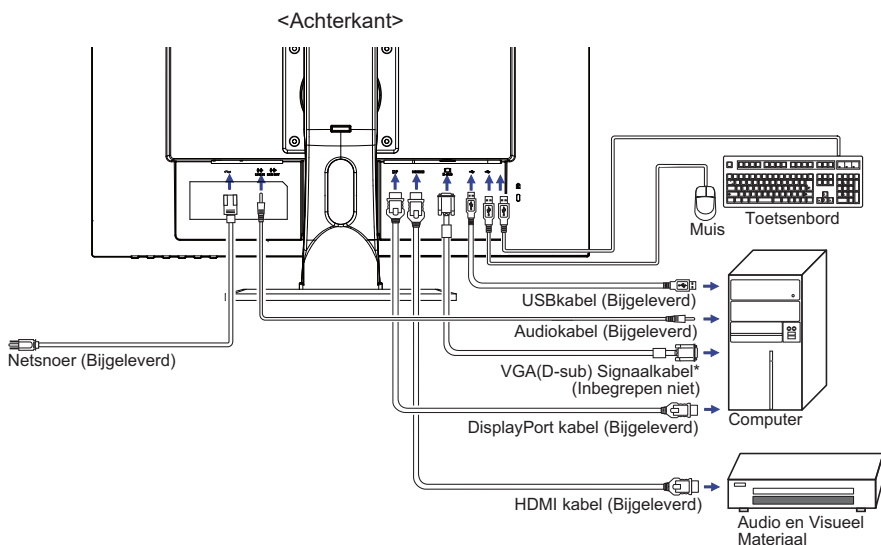 <Achterkant>
Muis
Toetsenbord
USBkabel (Bijgeleverd)
Audiokabel (Bijgeleverd)
Netsnoer (Bijgeleverd)
VGA(D-sub) Signaalkabel*
(Inbegrepen niet)
Computer
DisplayPort kabel (Bijgeleverd)
HDMI kabel (Bijgeleverd)
Audio en Visueel
Materiaal